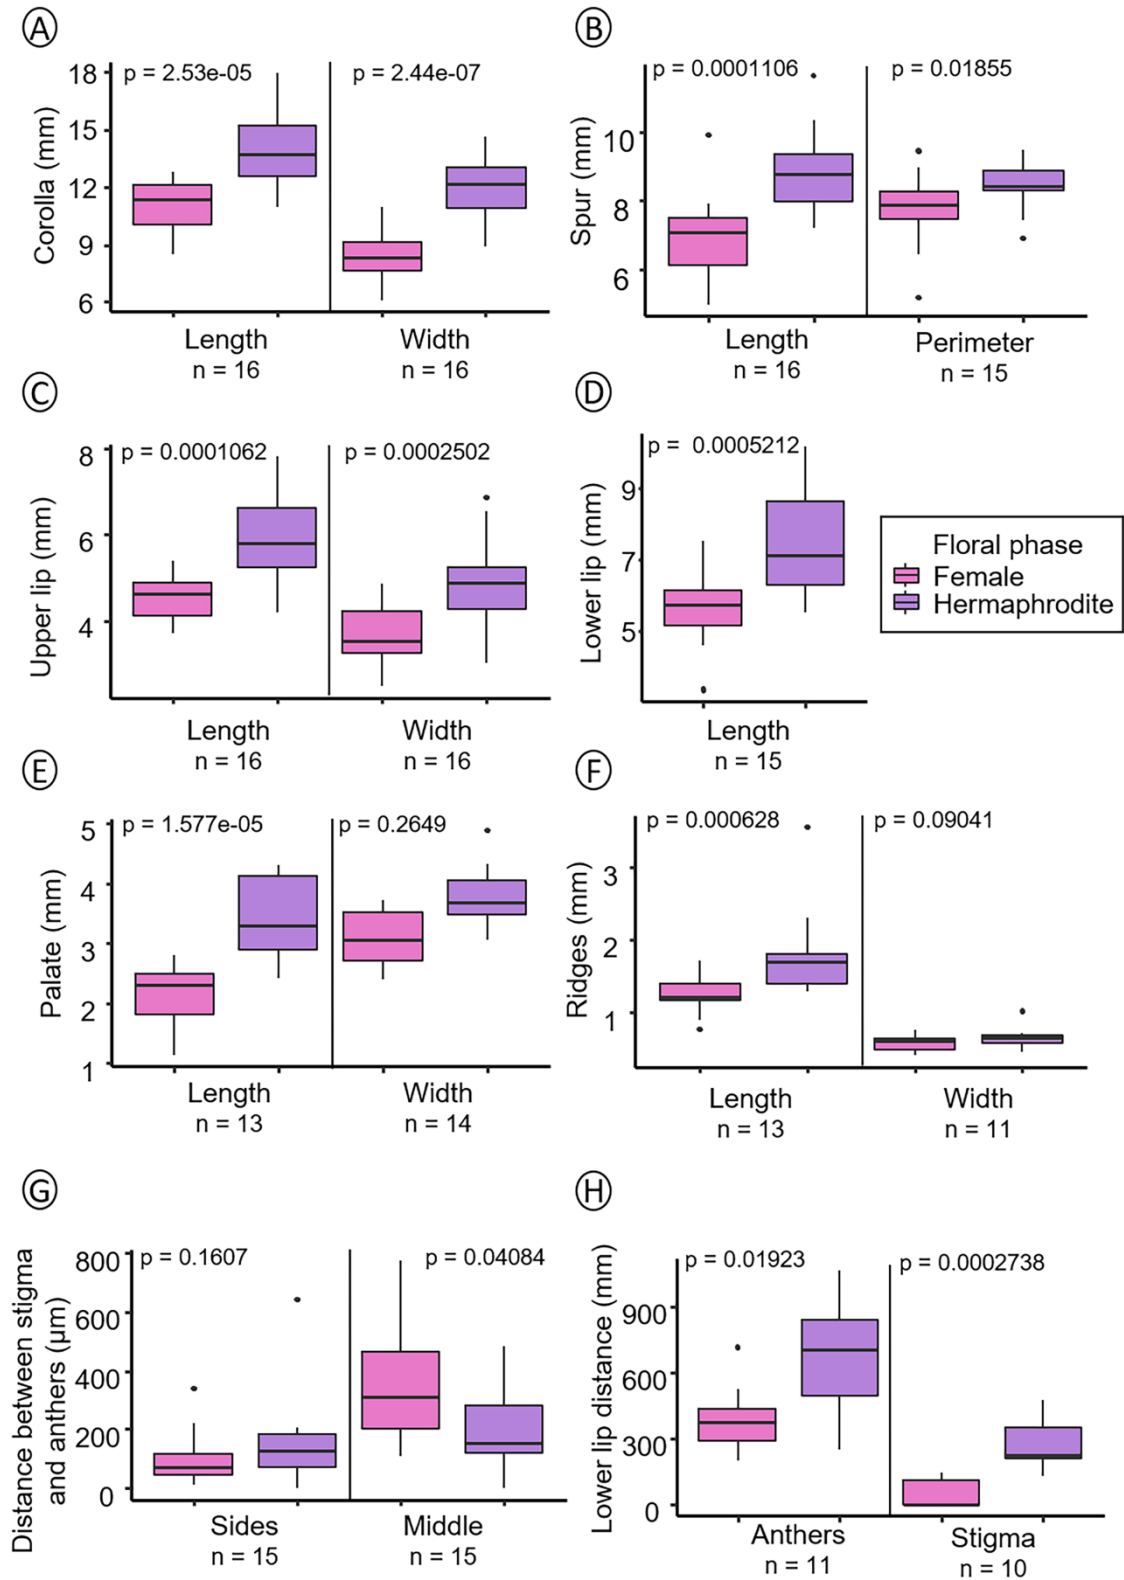 A
Corolla (mm)
18
15
12
9
6
p = 2.53e-05
p = 2.44e-07
Length
n = 16
Width
n = 16
B
Spur (mm)
10
8
6
p = 0.0001106
p = 0.01855
Length
n = 16
Perimeter
n = 15
C
Upper lip (mm)
8
6
4
p = 0.0001062
p = 0.0002502
Length
n = 16
Width
n = 16
D
Lower lip (mm)
9
7
5
p = 0.0005212
Length
n = 15
Floral phase
Female
Hermaphrodite
E
Palate (mm)
5
4
3
2
1
p = 1.577e-05
p = 0.2649
Length
n = 13
Width
n = 14
F
Ridges (mm)
3
2
1
p = 0.000628
p = 0.09041
Length
n = 13
Width
n = 11
G
Distance between stigma
and anthers (µm)
800
600
400
200
0
p = 0.1607
p = 0.04084
Sides
n = 15
Middle
n = 15
H
Lower lip distance (mm)
900
600
300
0
p = 0.01923
p = 0.0002738
Anthers
n = 11
Stigma
n = 10